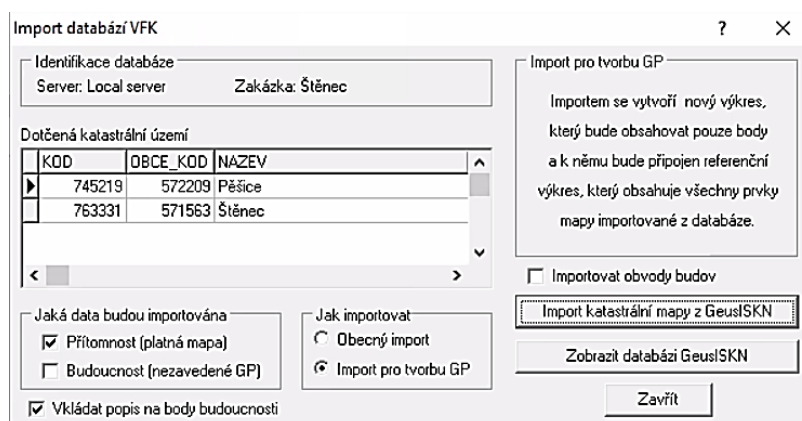 Import databází VFK
Identifikace databáze
Server: Local server Zakázka: Štěnec
Dotčená katastrální území
KOD OBCE_KOD NAZEV
745219 572209 Pěšice
763331 571563 Štěnec
Jaká data budou importována
Přítomnost (platná mapa)
Budoucnost (nezavedené GP)
Vkládat popis na body budoucnosti
Jak importovat
Obecný import
Import pro tvorbu GP
Import pro tvorbu GP
Importem se vytvoří nový výkres,
který bude obsahovat pouze body
a k němu bude připojen referenční
výkres, který obsahuje všechny prvky
mapy importované z databáze.
Importovat obvody budov
Import katastrální mapy z GeusISKN
Zobrazit databázi GeusISKN
Zavřít